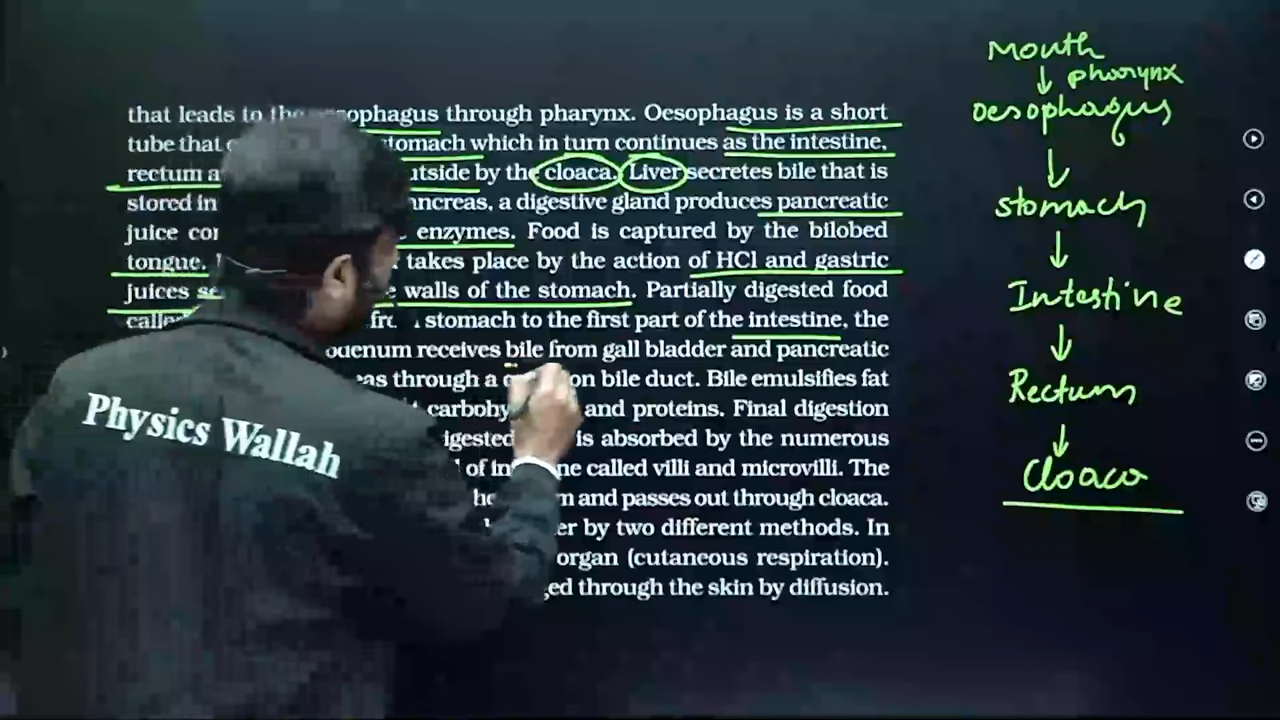 that leads to the oesophagus through pharynx. Oesophagus is a short
tube that stomach which in turn continues as the intestine,
rectum a outside by the cloaca. Liver secretes bile that is
stored in pancreas, a digestive gland produces pancreatic
juice enzymes. Food is captured by the bilobed
tongue. takes place by the action of HCl and gastric
juices walls of the stomach. Partially digested food
called stomach to the first part of the intestine, the
duodenum receives bile from gall bladder and pancreatic
through a common bile duct. Bile emulsifies fat
and proteins. Final digestion
is absorbed by the numerous
of called villi and microvilli. The
and passes out through cloaca.
by two different methods. In
organ (cutaneous respiration).
through the skin by diffusion.
Mouth
pharynx
Oesophagus
Stomach
Intestine
Rectum
Cloaca
Physics Wallah